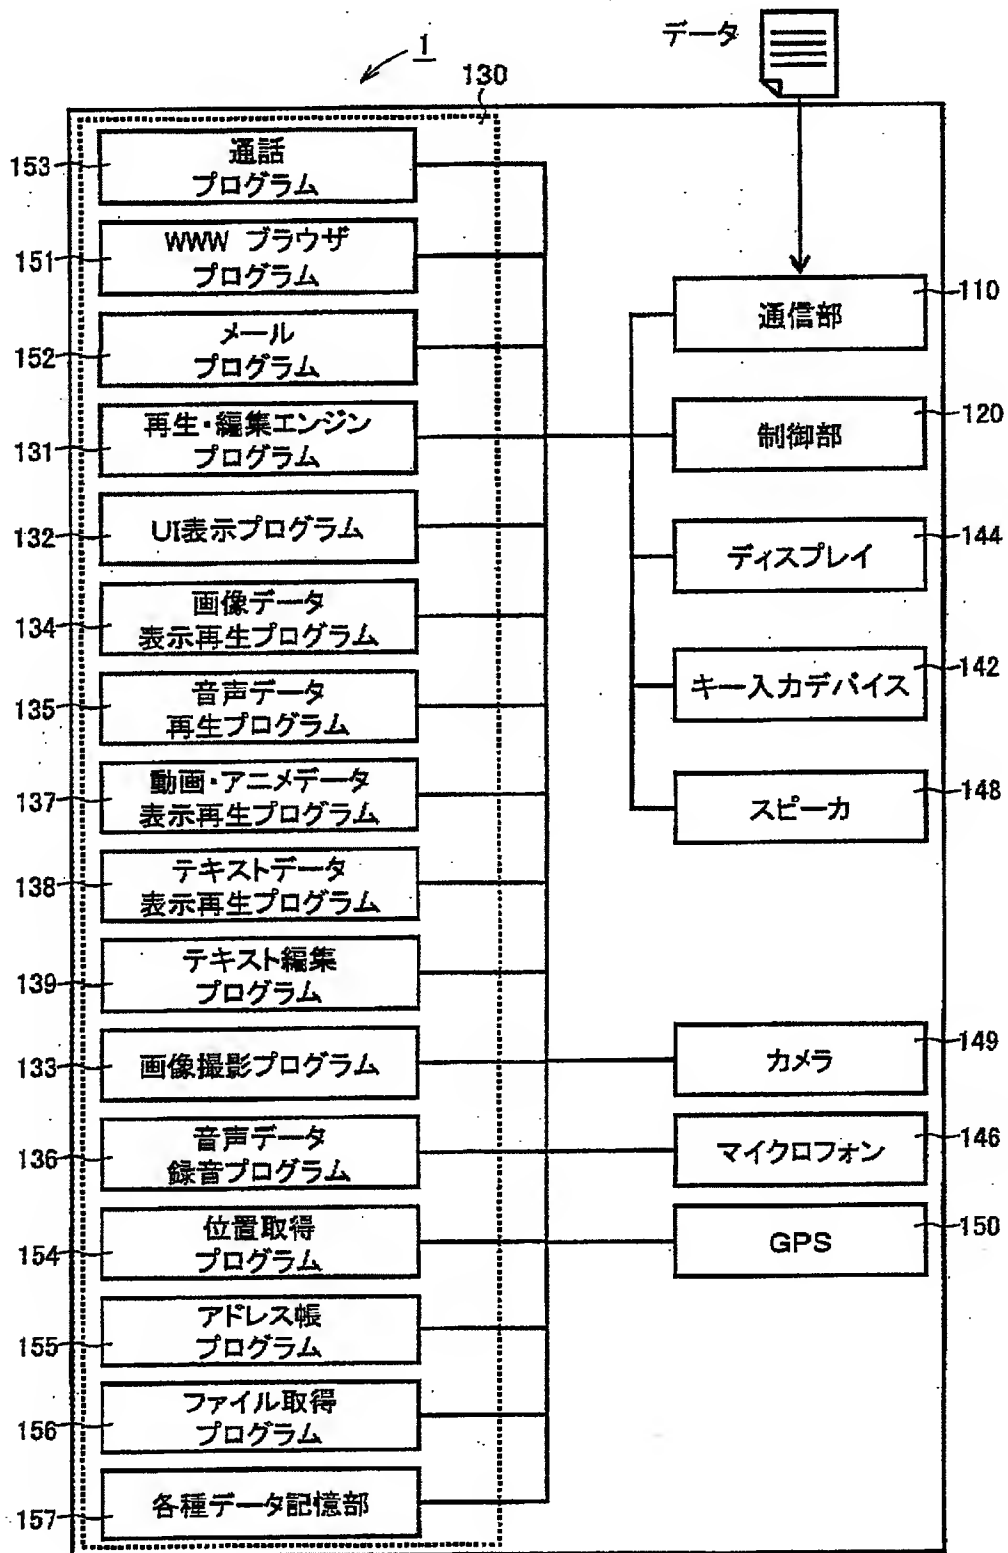 データ
1
130
153
通話
プログラム
151
WWW ブラウザ
プログラム
152
メール
プログラム
131
再生・編集エンジン
プログラム
132
UI表示プログラム
134
画像データ
表示再生プログラム
135
音声データ
再生プログラム
137
動画・アニメデータ
表示再生プログラム
138
テキストデータ
表示再生プログラム
139
テキスト編集
プログラム
133
画像撮影プログラム
136
音声データ
録音プログラム
154
位置取得
プログラム
155
アドレス帳
プログラム
156
ファイル取得
プログラム
157
各種データ記憶部
通信部
110
制御部
120
ディスプレイ
144
キー入力デバイス
142
スピーカ
148
カメラ
149
マイクロフォン
146
GPS
150